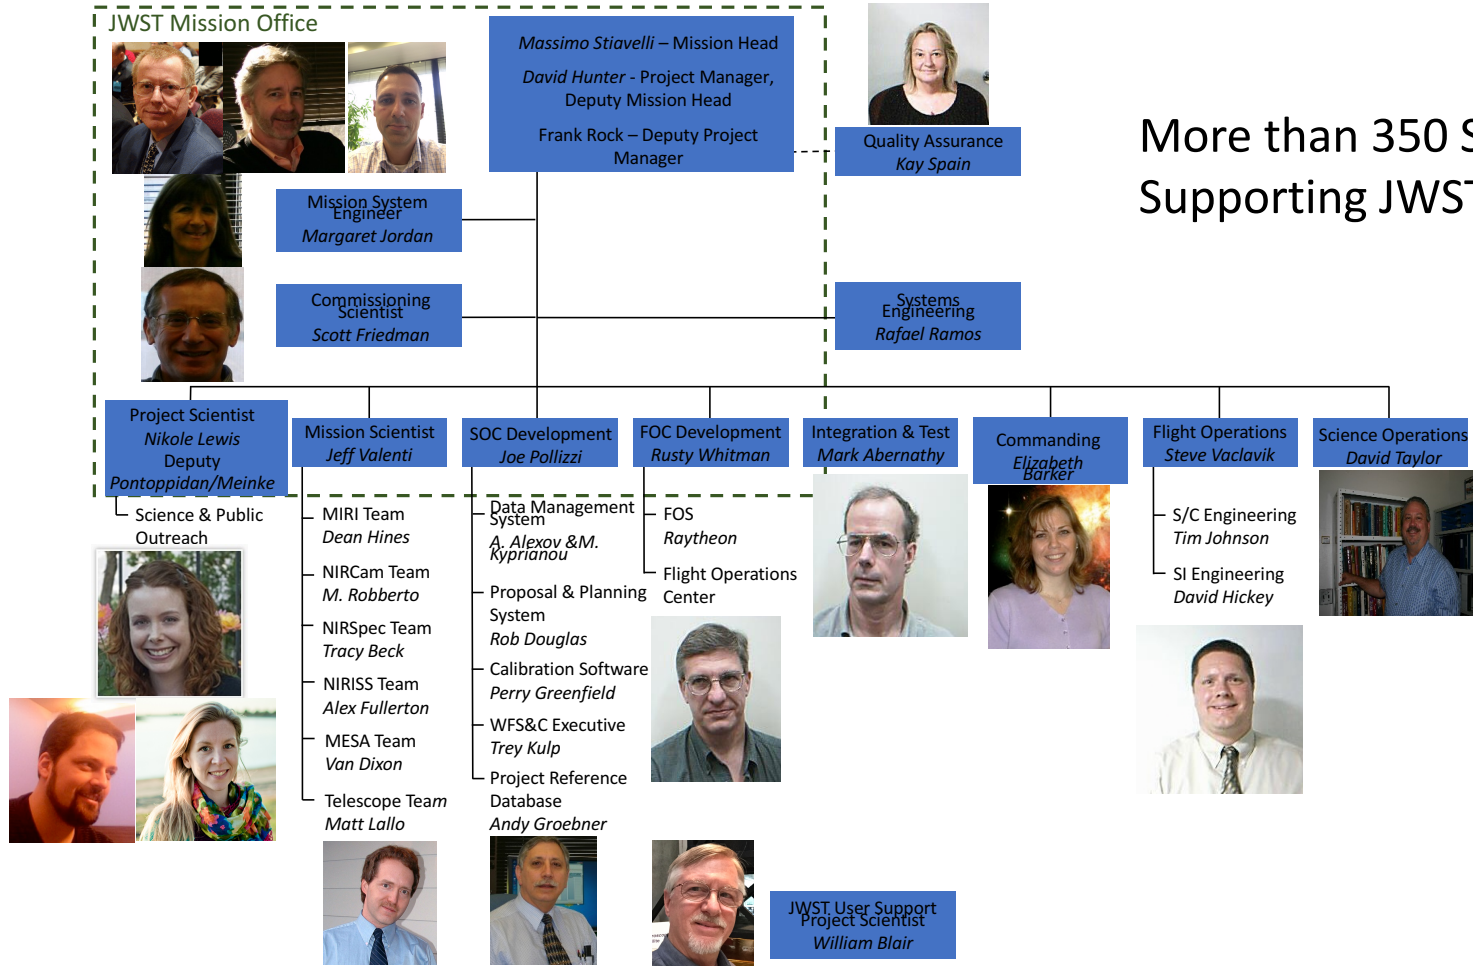 JWST Mission Office
Massimo Stiavelli – Mission Head
David Hunter - Project Manager,
Deputy Mission Head
Frank Rock – Deputy Project
Manager
Quality Assurance
Kay Spain
More than 350 S
Supporting JWST
Mission System
Engineer
Margaret Jordan
Commissioning
Scientist
Scott Friedman
Systems
Engineering
Rafael Ramos
Project Scientist
Nikole Lewis
Deputy
Pontoppidan/Meinke
Mission Scientist
Jeff Valenti
SOC Development
Joe Pollizzi
FOC Development
Rusty Whitman
Integration & Test
Mark Abernathy
Commanding
Elizabeth
Barker
Flight Operations
Steve Vaclavik
Science Operations
David Taylor
Science & Public
Outreach
MIRI Team
Dean Hines
NIRCam Team
M. Robberto
NIRSpec Team
Tracy Beck
NIRISS Team
Alex Fullerton
MESA Team
Van Dixon
Telescope Team
Matt Lallo
Data Management
System
A. Alexov &M.
Kyprianou
Proposal & Planning
System
Rob Douglas
Calibration Software
Perry Greenfield
WFS&C Executive
Trey Kulp
Project Reference
Database
Andy Groebner
FOS
Raytheon
Flight Operations
Center
S/C Engineering
Tim Johnson
SI Engineering
David Hickey
JWST User Support
Project Scientist
William Blair